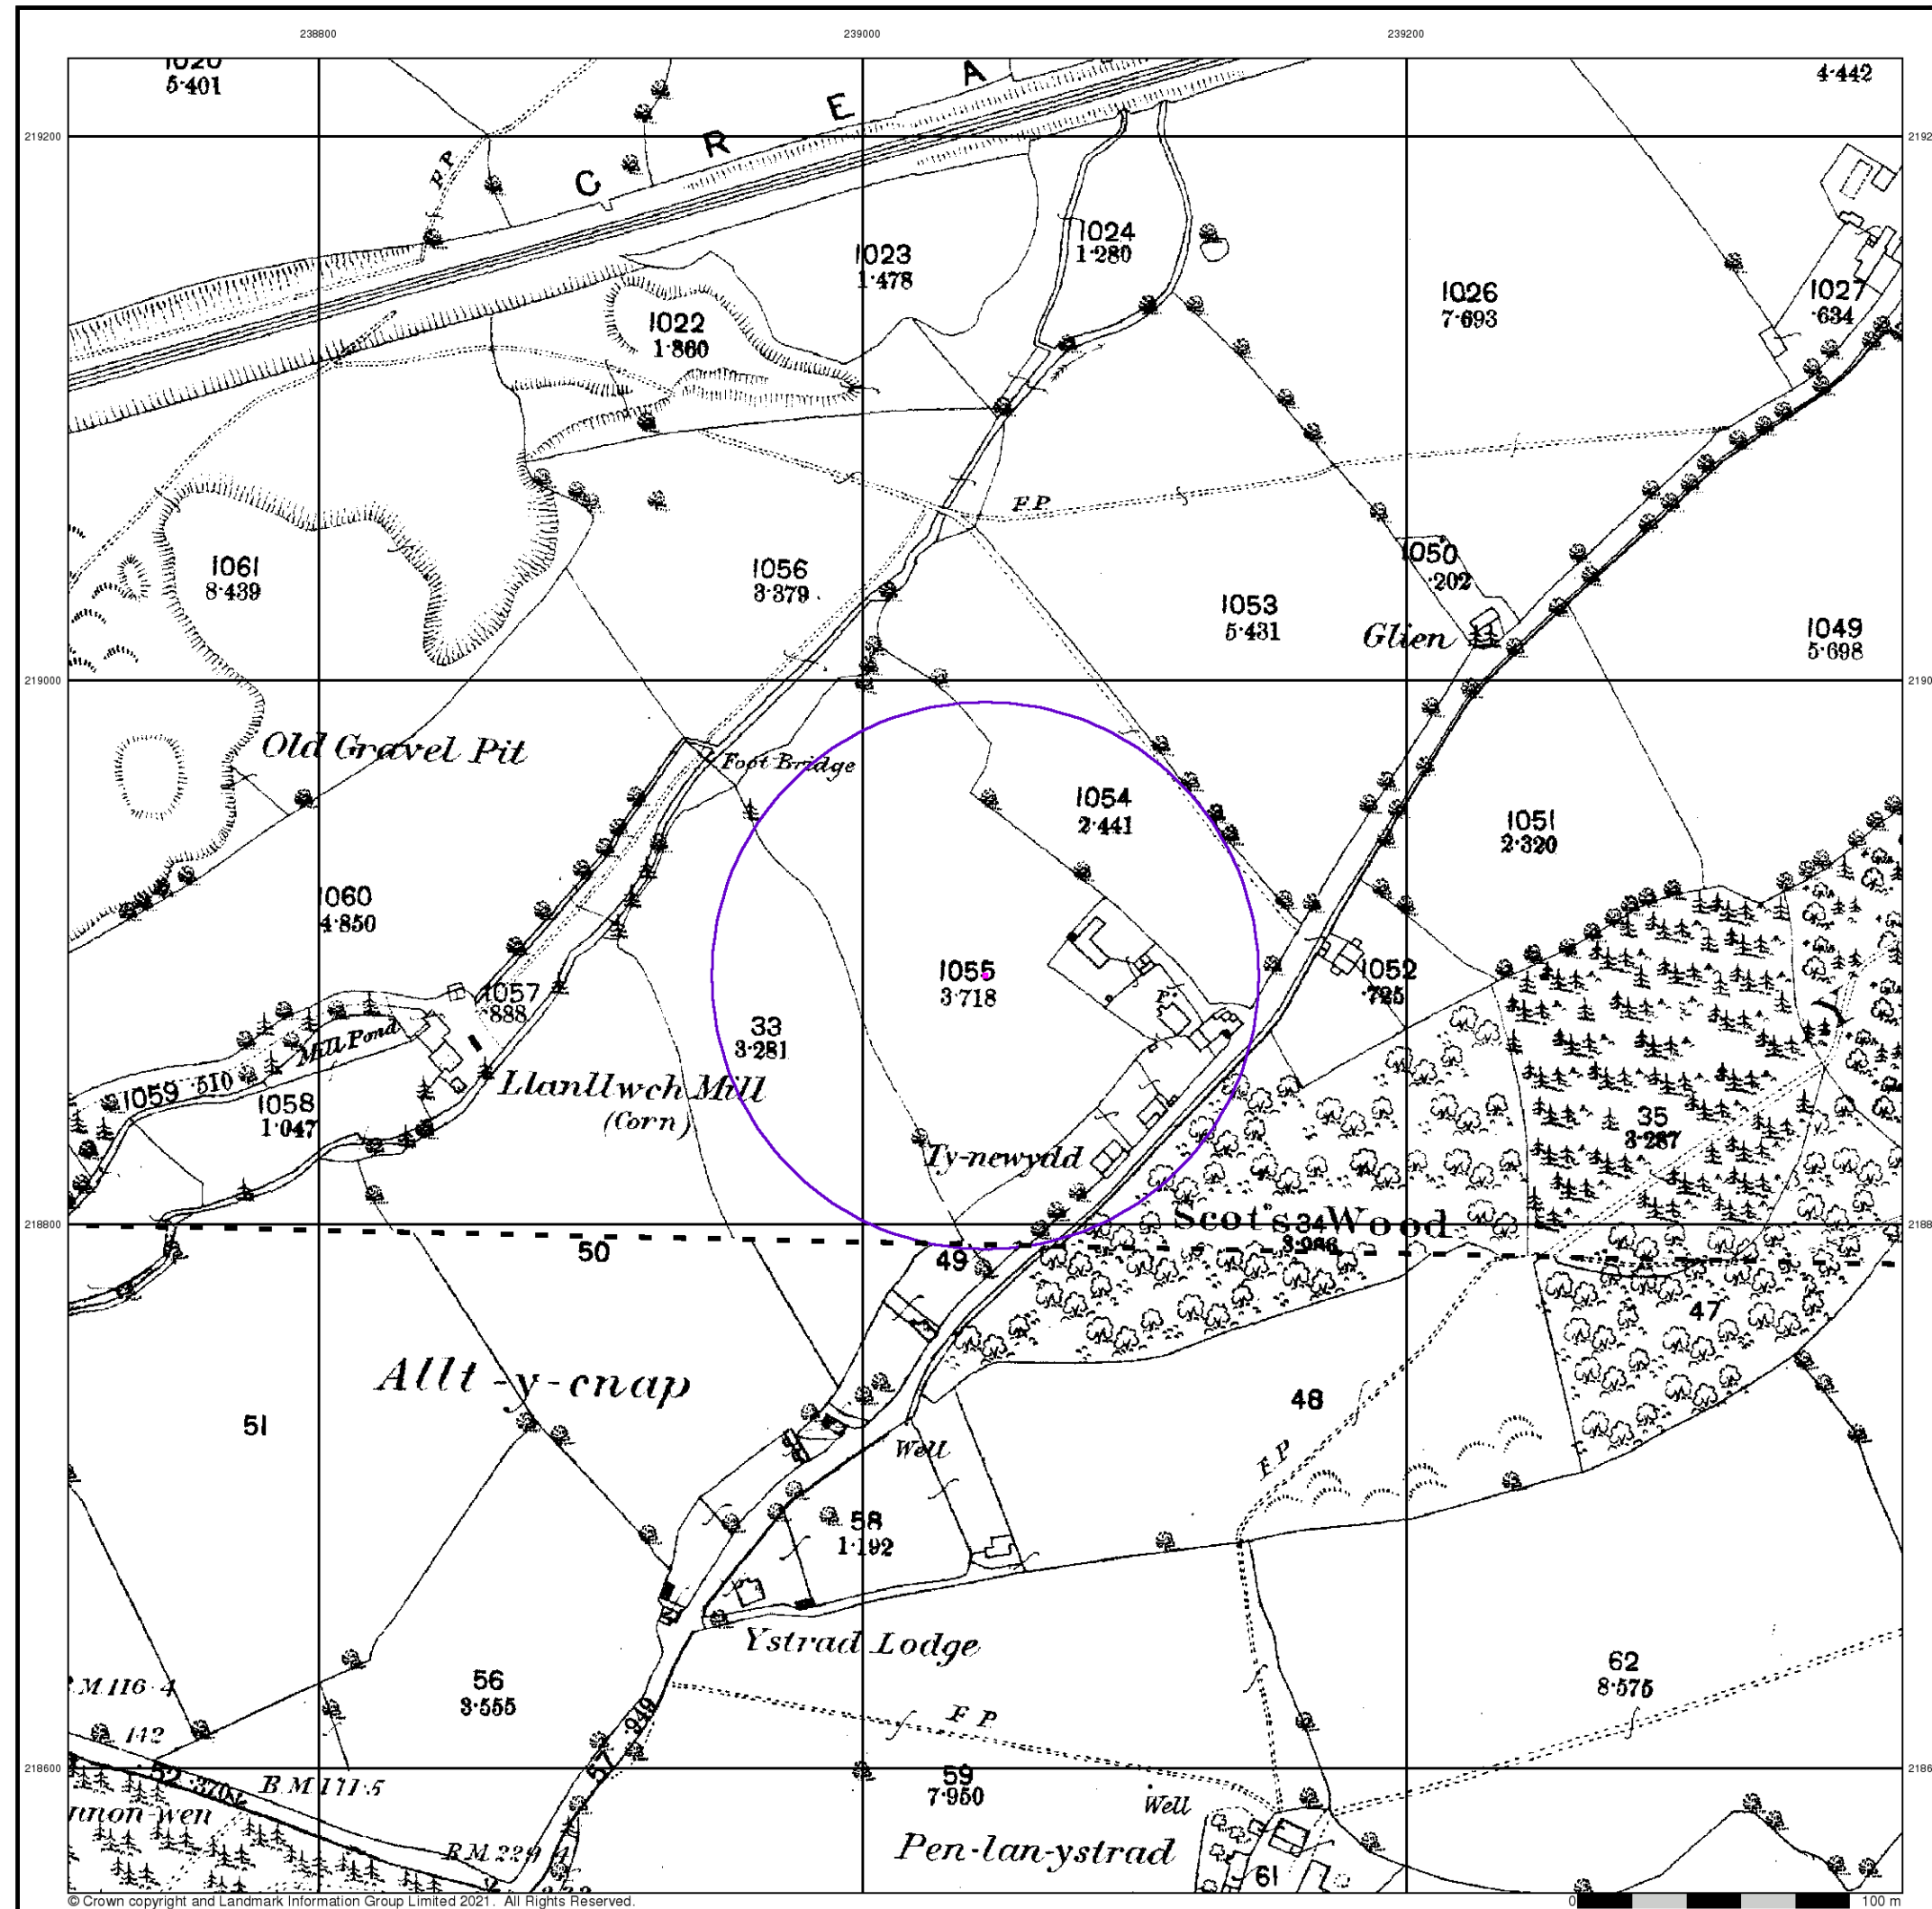 238800
239000
239200
5·401
4·442
219200
A
E
R
G
F. P.
1024
1·280
1023
1·478
1026
7·693
1027
·634
1022
1·860
F. P.
1050
·202
1061
8·439
1056
3·379
1053
5·431
Glien
1049
5·698
219000
Old Gravel Pit
Foot Bridge
1054
2·441
1051
2·320
1060
4·850
1055
3·718
1052
·725
1057
·888
P.
33
3·281
Mill Pond
1059 ·510
1058
1·047
Llanllwch Mill
(Corn)
35
3·287
Ty-newydd
218800
Scot's Wood
34
50
49
47
Allt-y-cnap
51
48
Well
F. P.
58
1·192
Ystrad Lodge
62
8·575
56
3·555
B.M. 116·4
F. P.
·949
57
142
218600
52
·370
B.M. 111·5
59
7·950
Well
Pen-lan-ystrad
61
© Crown copyright and Landmark Information Group Limited 2021. All Rights Reserved.
0
100 m